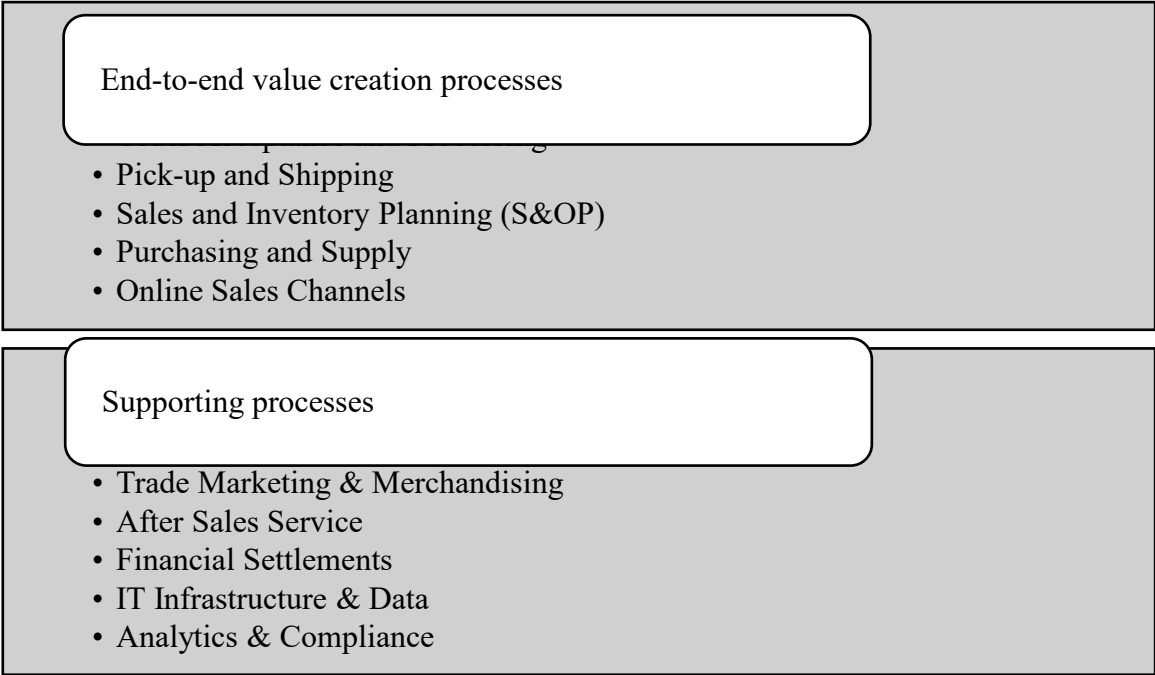 End-to-end value creation processes
• Pick-up and Shipping
• Sales and Inventory Planning (S&OP)
• Purchasing and Supply
• Online Sales Channels
Supporting processes
• Trade Marketing & Merchandising
• After Sales Service
• Financial Settlements
• IT Infrastructure & Data
• Analytics & Compliance